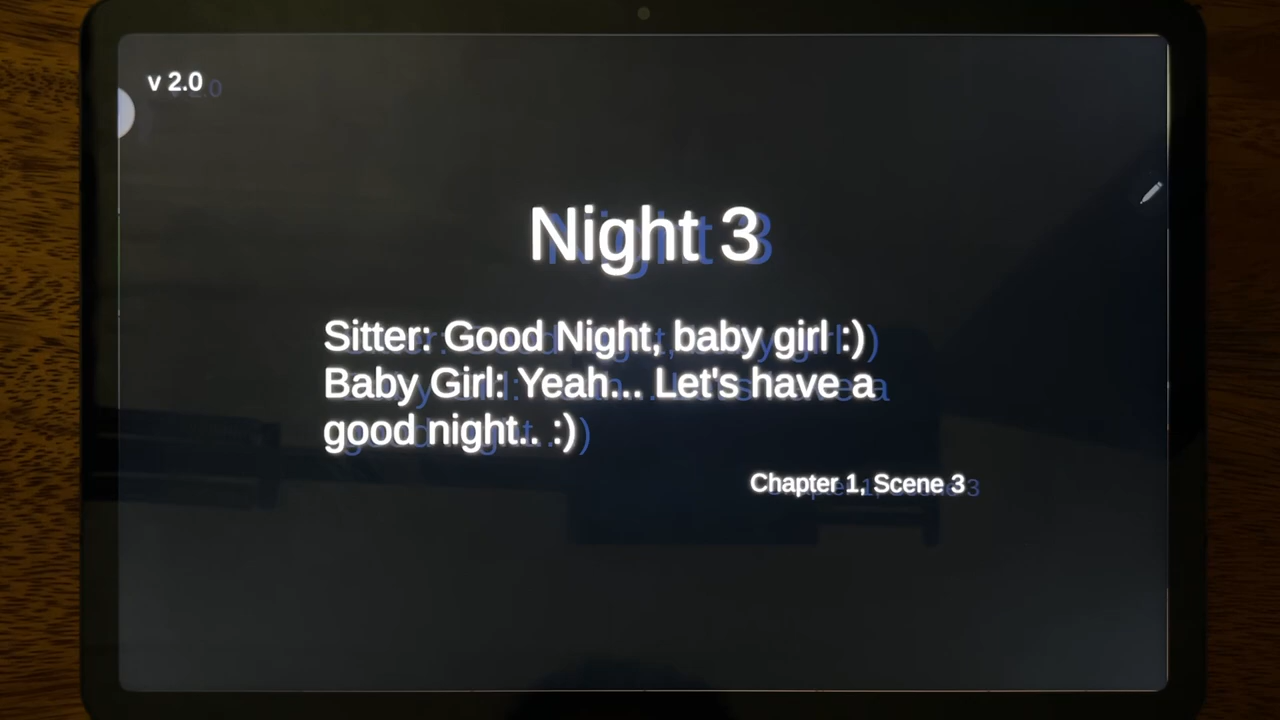 v 2.0
Night 3
Sitter: Good Night, baby girl :)
Baby Girl: Yeah... Let's have a
good night.. :)
Chapter 1, Scene 3